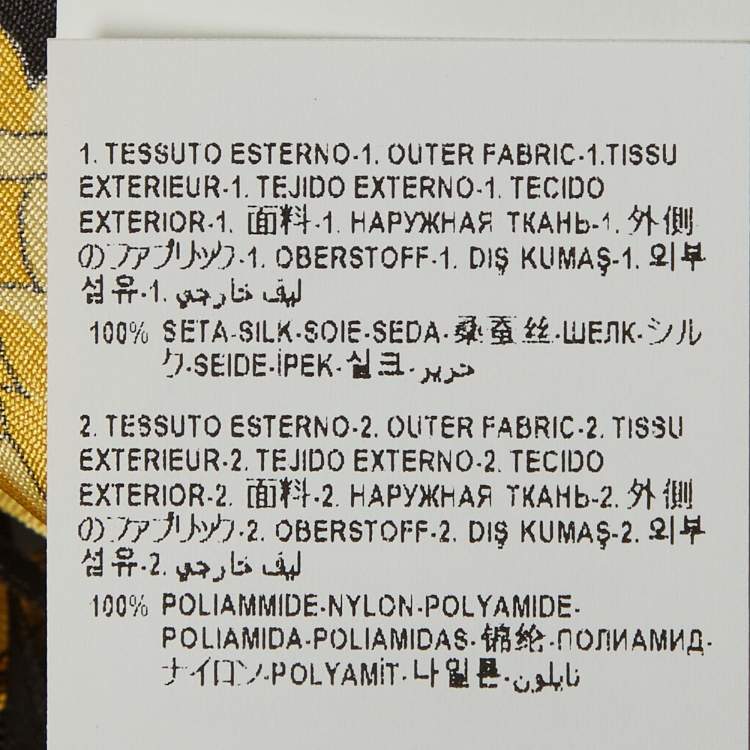 1. TESSUTO ESTERNO-1. OUTER FABRIC-1.TISSU
EXTERIEUR-1. TEJIDO EXTERNO-1. TECIDO
EXTERIOR-1. 面料-1. НАРУЖНАЯ ТКАНЬ-1. 外側
のファブリック-1. OBERSTOFF-1. DIŞ KUMAŞ-1. 외부
섬유-1. ليف خارجي
100% SETA-SILK-SOIE-SEDA-桑蚕丝-ШЕЛК-シル
ク-SEIDE-İPEK-실크-حرير
2. TESSUTO ESTERNO-2. OUTER FABRIC-2. TISSU
EXTERIEUR-2. TEJIDO EXTERNO-2. TECIDO
EXTERIOR-2. 面料-2. НАРУЖНАЯ ТКАНЬ-2. 外側
のファブリック-2. OBERSTOFF-2. DIŞ KUMAŞ-2. 외부
섬유-2. ليف خارجي
100% POLIAMMIDE-NYLON-POLYAMIDE-
POLIAMIDA-POLIAMIDAS-锦纶-ПОЛИАМИД-
ナイロン-POLYAMİT-나일론-نايلون